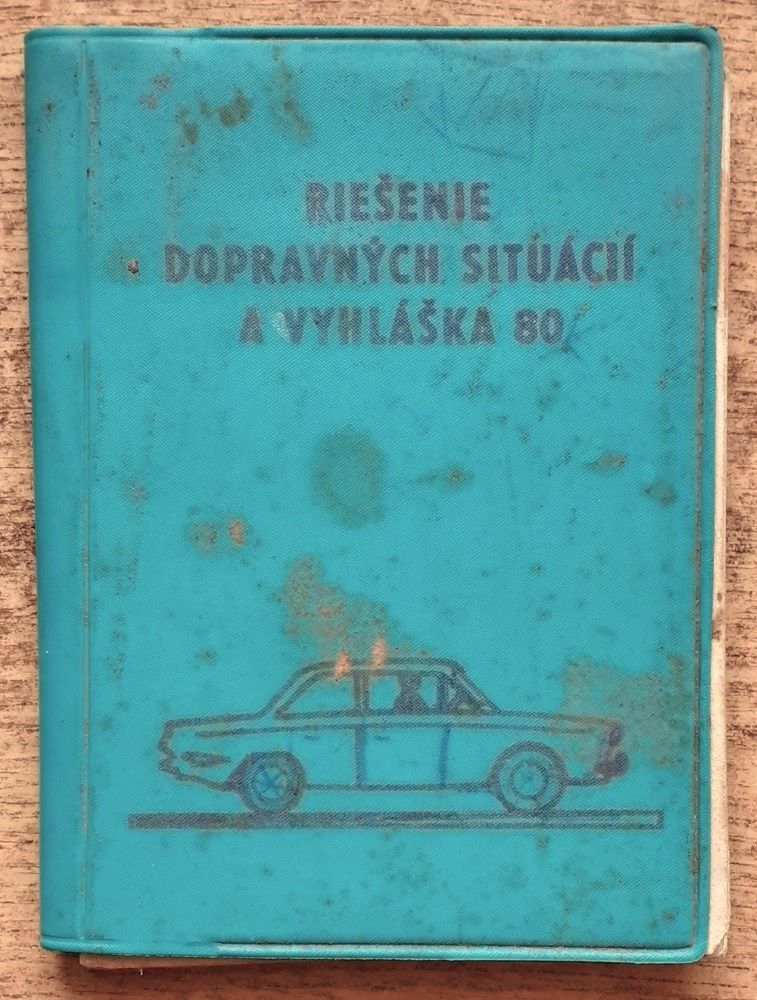 RIEŠENIE
DOPRAVNÝCH SITUÁCIÍ
A VYHLÁŠKA 80